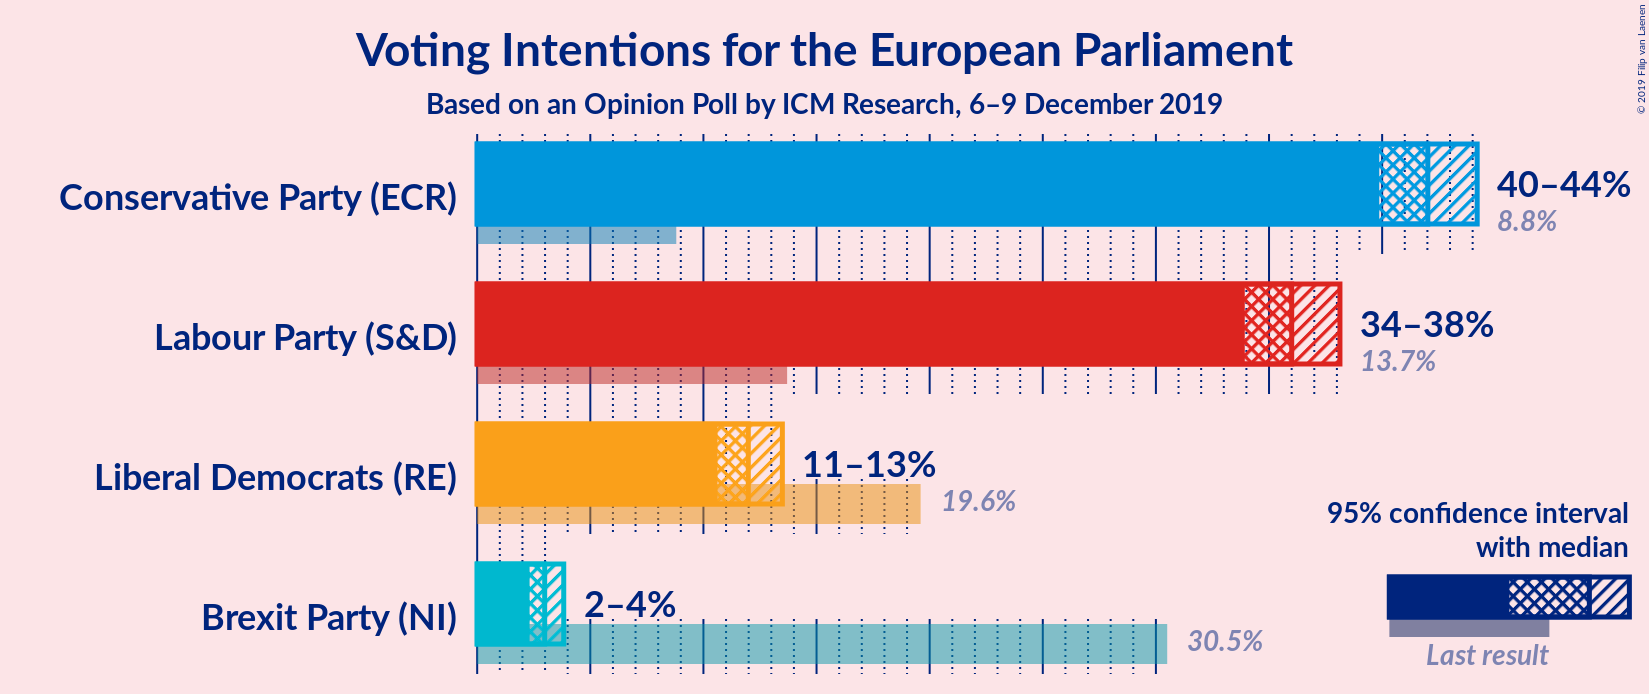 Voting Intentions for the European Parliament
Based on an Opinion Poll by ICM Research, 6–9 December 2019
© 2019 Filip van Laenen
Conservative Party (ECR)
40–44%
8.8%
Labour Party (S&D)
34–38%
13.7%
Liberal Democrats (RE)
11–13%
19.6%
Brexit Party (NI)
2–4%
30.5%
95% confidence interval
with median
Last result